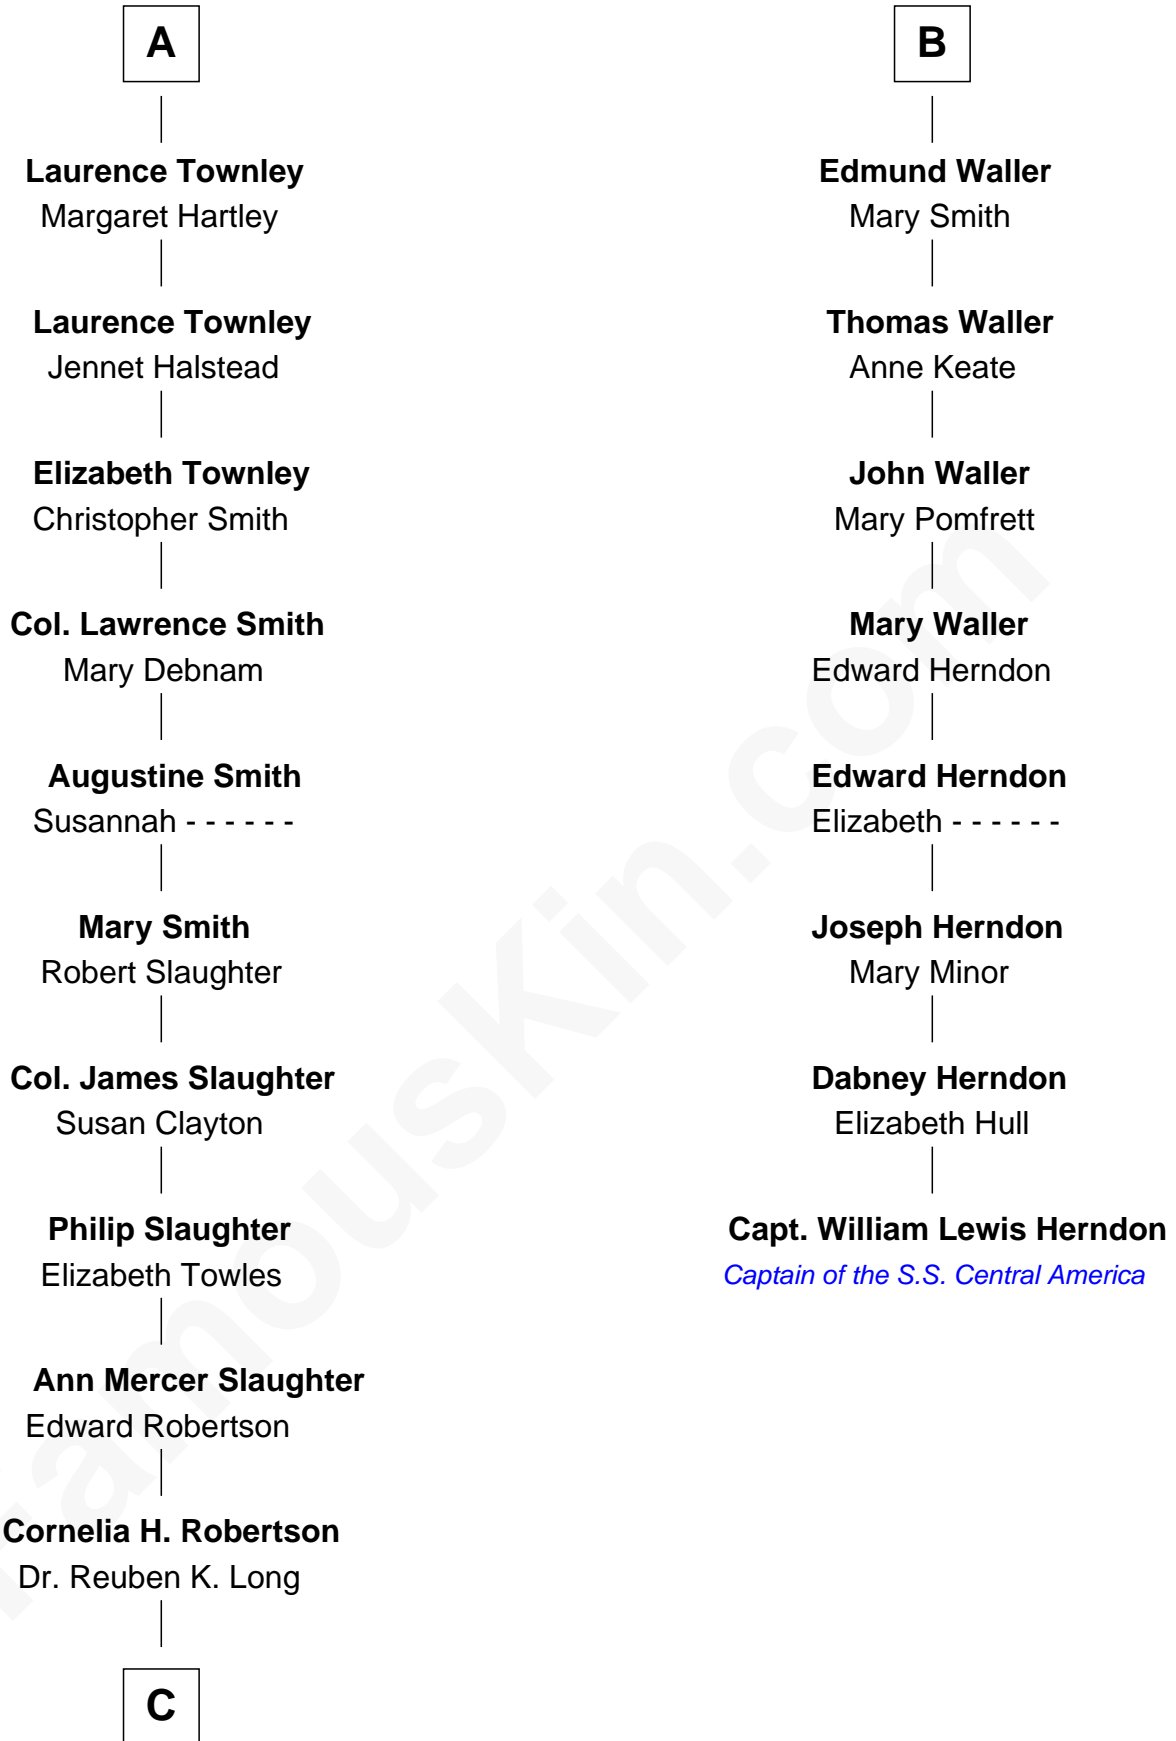 A
Laurence Townley
Margaret Hartley
Laurence Townley
Jennet Halstead
Elizabeth Townley
Christopher Smith
Col. Lawrence Smith
Mary Debnam
Augustine Smith
Susannah - - - - - -
Mary Smith
Robert Slaughter
Col. James Slaughter
Susan Clayton
Philip Slaughter
Elizabeth Towles
Ann Mercer Slaughter
Edward Robertson
Cornelia H. Robertson
Dr. Reuben K. Long
C
B
Edmund Waller
Mary Smith
Thomas Waller
Anne Keate
John Waller
Mary Pomfrett
Mary Waller
Edward Herndon
Edward Herndon
Elizabeth - - - - - -
Joseph Herndon
Mary Minor
Dabney Herndon
Elizabeth Hull
Capt. William Lewis Herndon
Captain of the S.S. Central America
FamousKin.com